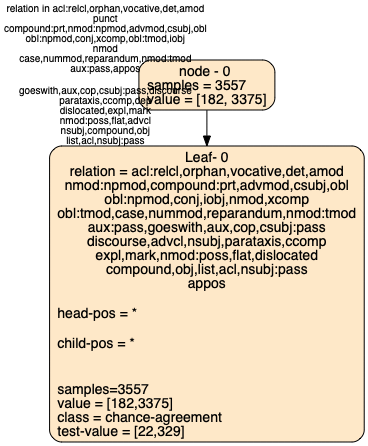 relation in acl:relcl,orphan,vocative,det,amod
punct
compound:prt,nmod:npmod,advmod,csubj,obl
obl:npmod,conj,xcomp,obl:tmod,iobj
nmod
case,nummod,reparandum,nmod:tmod
aux:pass,appos
node - 0
samples = 3557
value = [182, 3375]
goeswith,aux,cop,csubj:pass,discourse
parataxis,ccomp,dep
dislocated,expl,mark
nmod:poss,flat,advcl
nsubj,compound,obj
list,acl,nsubj:pass
Leaf- 0
relation = acl:relcl,orphan,vocative,det,amod
nmod:npmod,compound:prt,advmod,csubj,obl
obl:npmod,conj,iobj,nmod,xcomp
obl:tmod,case,nummod,reparandum,nmod:tmod
aux:pass,goeswith,aux,cop,csubj:pass
discourse,advcl,nsubj,parataxis,ccomp
expl,mark,nmod:poss,flat,dislocated
compound,obj,list,acl,nsubj:pass
appos
head-pos = *
child-pos = *
samples=3557
value = [182,3375]
class = chance-agreement
test-value = [22,329]